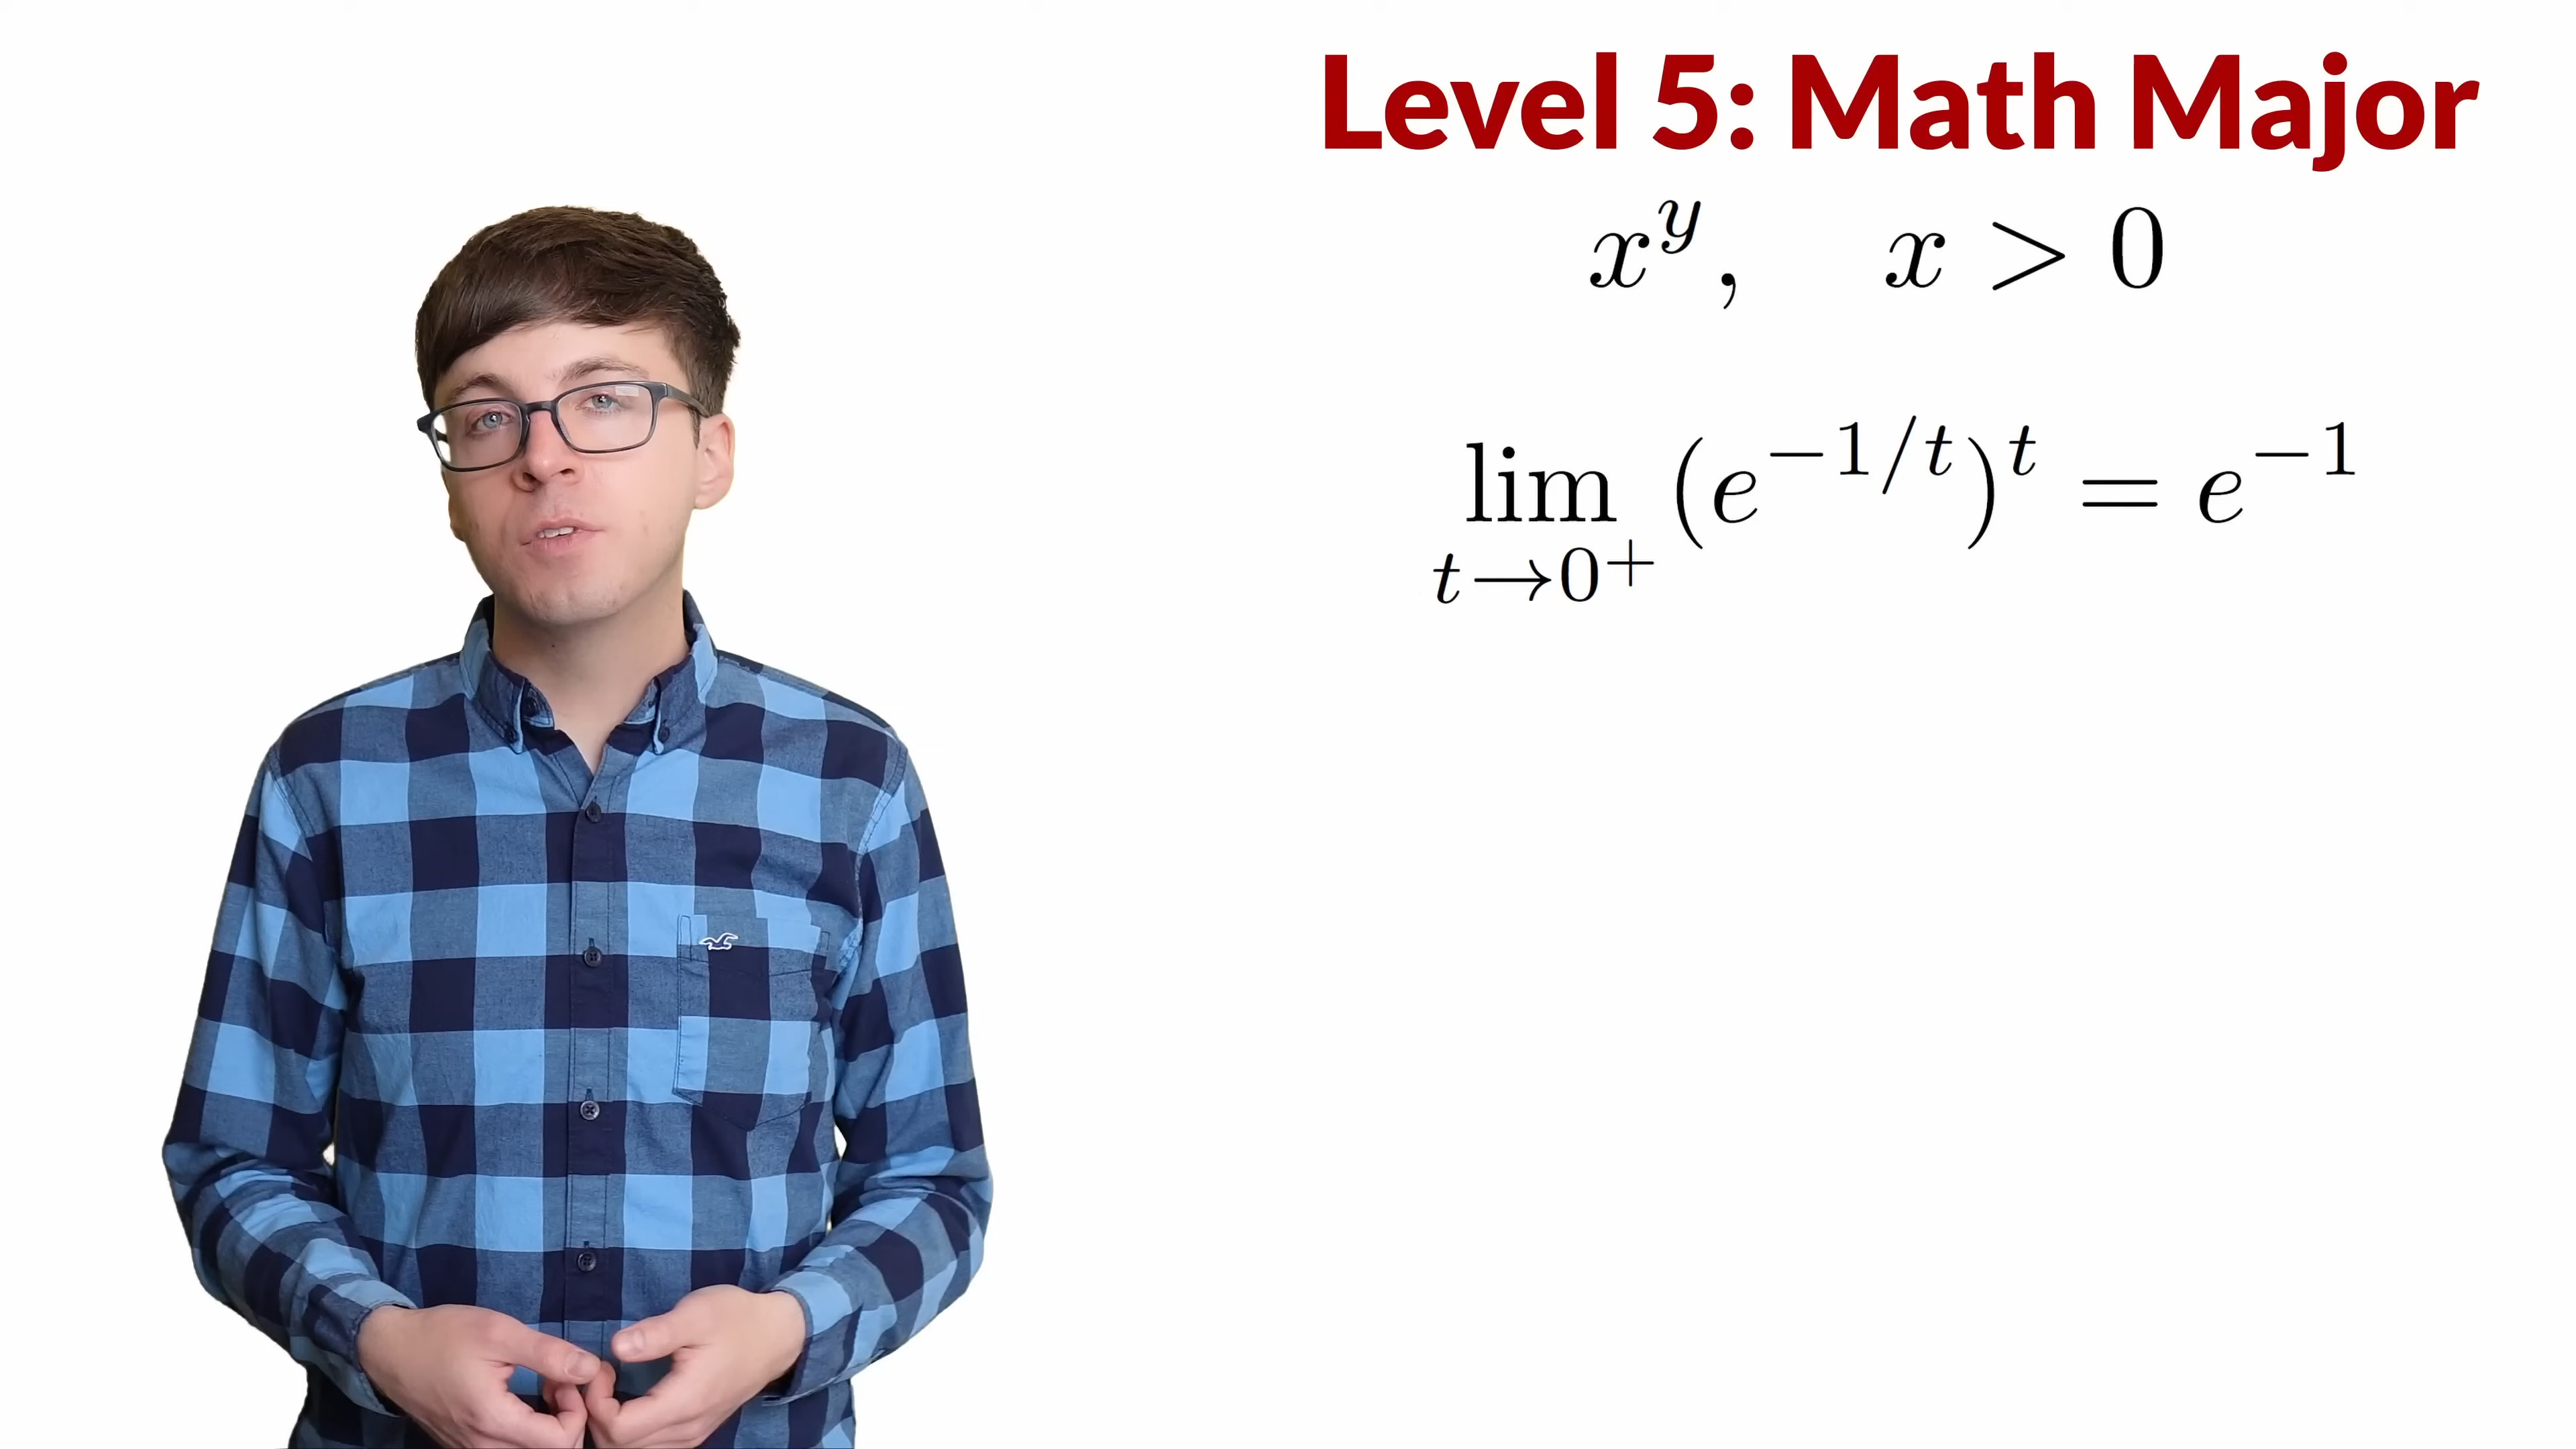 Level 5: Math Major
x^y, x > 0
lim_{t→0^+} (e^{-1/t})^t = e^{-1}